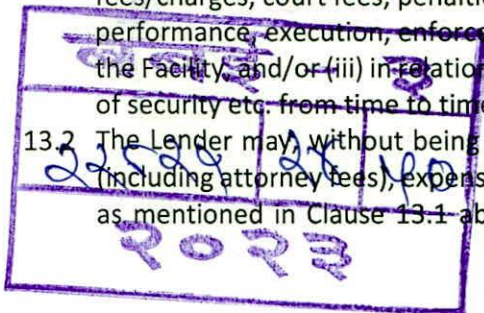 fees/charges, court fees, penaltie
performance, execution, enforce
the Facility, and/or (iii) in relation
of security etc. from time to time
13.2 The Lender may, without being
(including attorney fees), expens
as mentioned in Clause 13.1 ab
२०२३